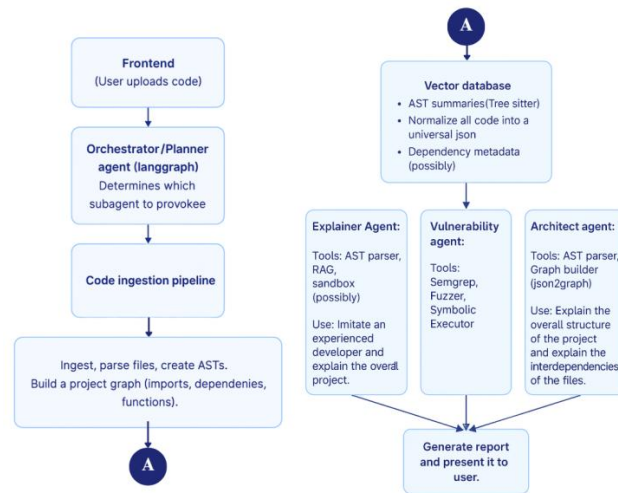 Frontend
(User uploads code)
Orchestrator/Planner
agent (langgraph)
Determines which
subagent to provokee
Code ingestion pipeline
Ingest, parse files, create ASTs.
Build a project graph (imports, dependenies,
functions).
A
A
Vector database
• AST summaries(Tree sitter)
• Normalize all code into a
universal json
• Dependency metadata
(possibly)
Explainer Agent:
Tools: AST parser,
RAG,
sandbox
(possibly)
Use: Imitate an
experienced
developer and
explain the overall
project.
Vulnerability
agent:
Tools:
Semgrep,
Fuzzer,
Symbolic
Executor
Architect agent:
Tools: AST parser,
Graph builder
(json2graph)
Use: Explain the
overall structure
of the project
and explain the
interdependencies
of the files.
Generate report
and present it to
user.